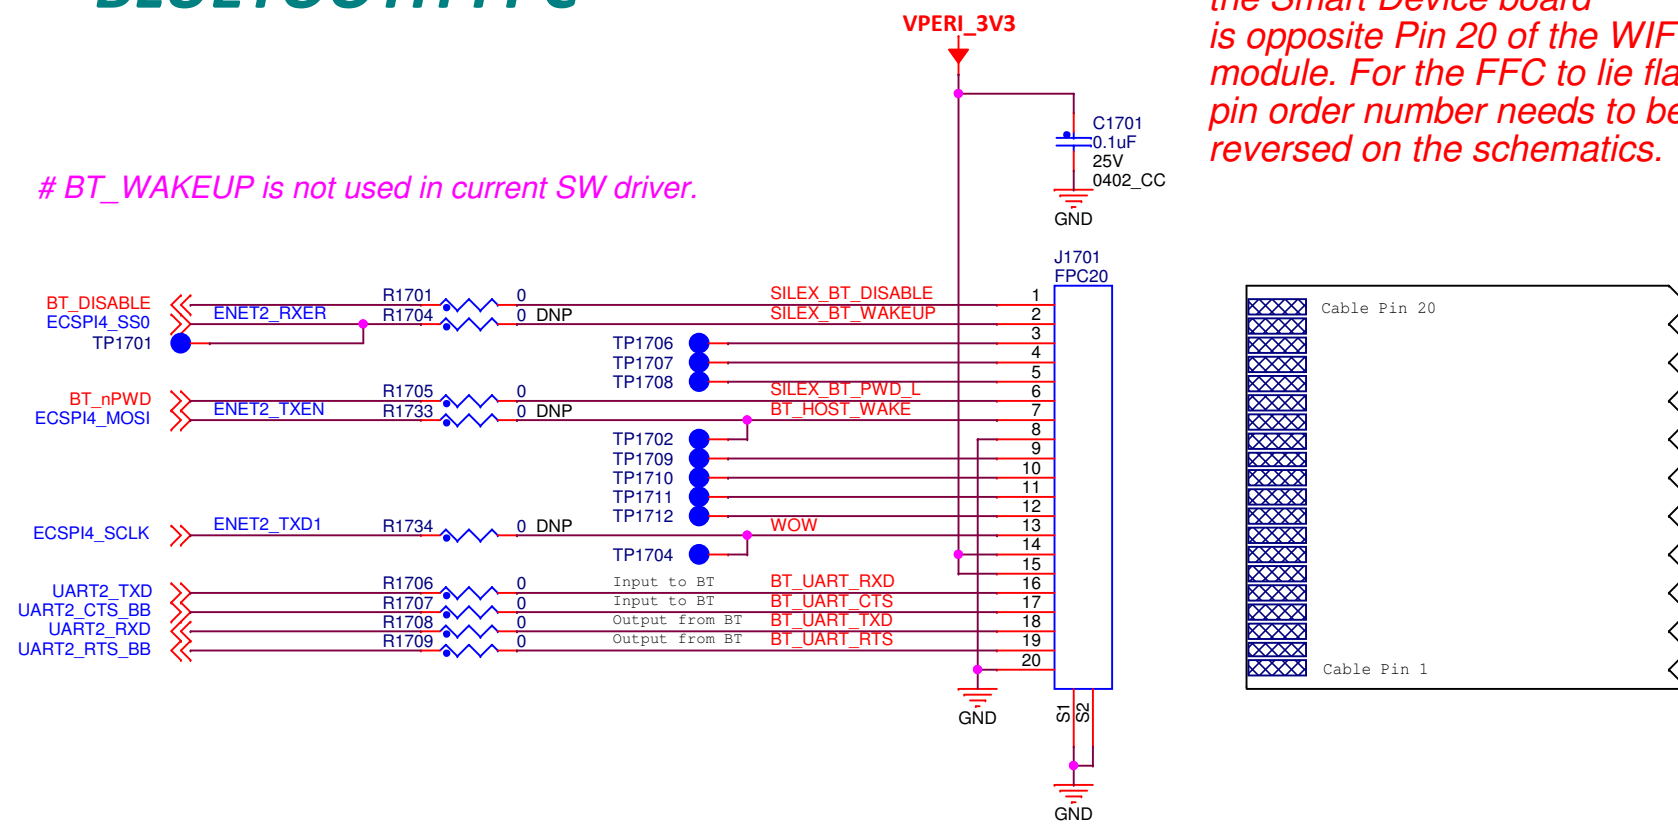 BLUETOOTH FPC
the Smart Device board
is opposite Pin 20 of the WIF
module. For the FFC to lie fla
pin order number needs to be
reversed on the schematics.
VPERI_3V3
C1701
0.1uF
25V
0402_CC
GND
# BT_WAKEUP is not used in current SW driver.
J1701
FPC20
BT_DISABLE R1701 0 SILEX_BT_DISABLE 1
ECSPI4_SS0 ENET2_RXER R1704 0 DNP SILEX_BT_WAKEUP 2
TP1701 TP1706 3
TP1707 4
TP1708 5
BT_nPWD R1705 0 SILEX_BT_PWD_L 6
ECSPI4_MOSI ENET2_TXEN R1733 0 DNP BT_HOST_WAKE 7
TP1702 8
TP1709 9
TP1710 10
TP1711 11
TP1712 12
ECSPI4_SCLK ENET2_TXD1 R1734 0 DNP WOW 13
TP1704 14
15
UART2_TXD R1706 0 Input to BT BT_UART_RXD 16
UART2_CTS_BB R1707 0 Input to BT BT_UART_CTS 17
UART2_RXD R1708 0 Output from BT BT_UART_TXD 18
UART2_RTS_BB R1709 0 Output from BT BT_UART_RTS 19
20
GND
S1
S2
GND
Cable Pin 20
Cable Pin 1